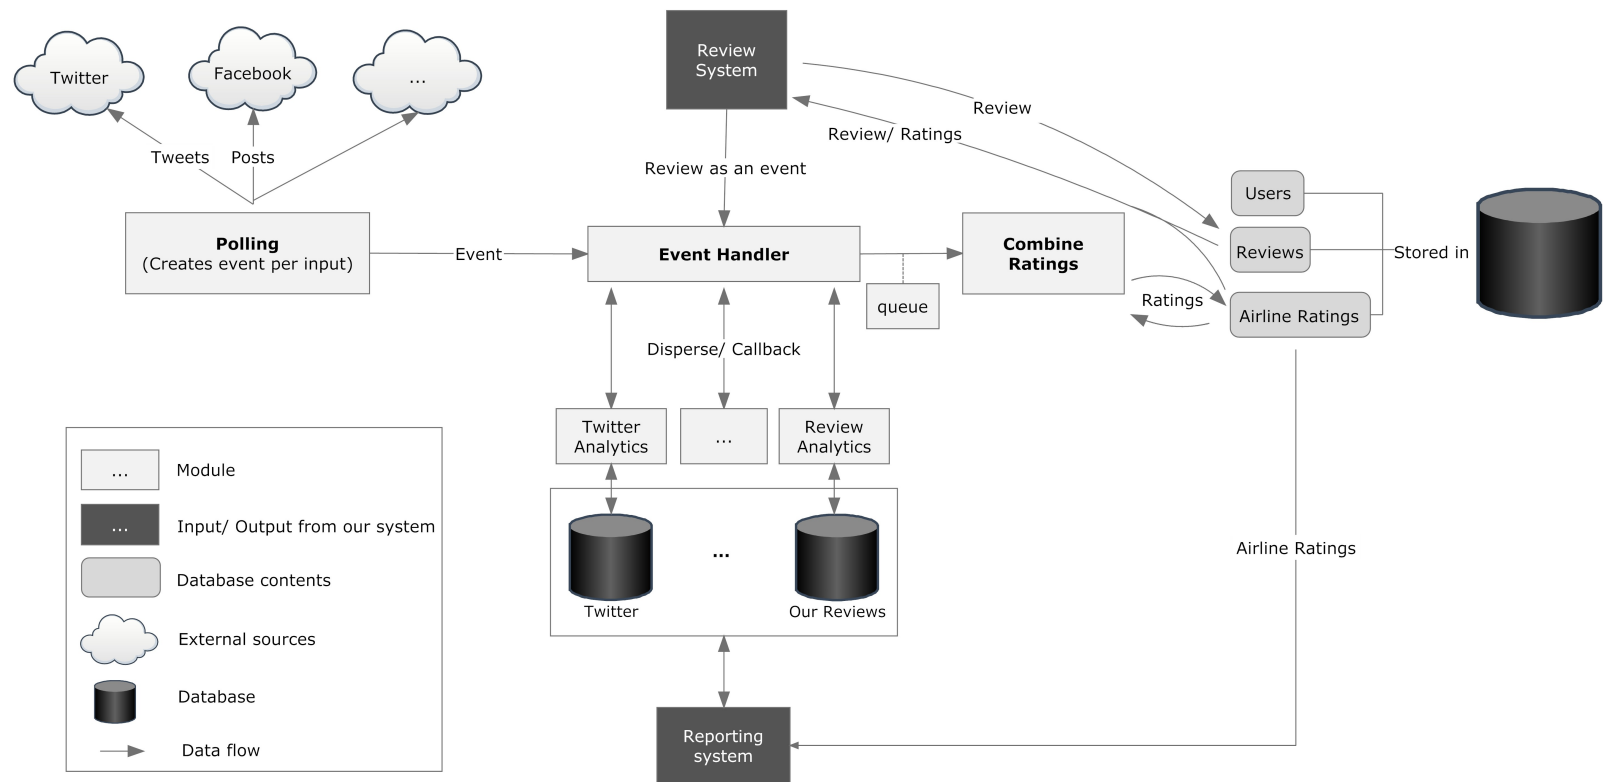 Review
System
Twitter
Facebook
...
Review
Review/ Ratings
Tweets
Posts
Review as an event
Users
Polling
(Creates event per input)
Event
Event Handler
Combine
Ratings
Reviews
Stored in
queue
Ratings
Airline Ratings
Disperse/ Callback
Twitter
Analytics
...
Review
Analytics
...
Module
...
Input/ Output from our system
Database contents
External sources
Database
Data flow
...
Twitter
Our Reviews
Airline Ratings
Reporting
system